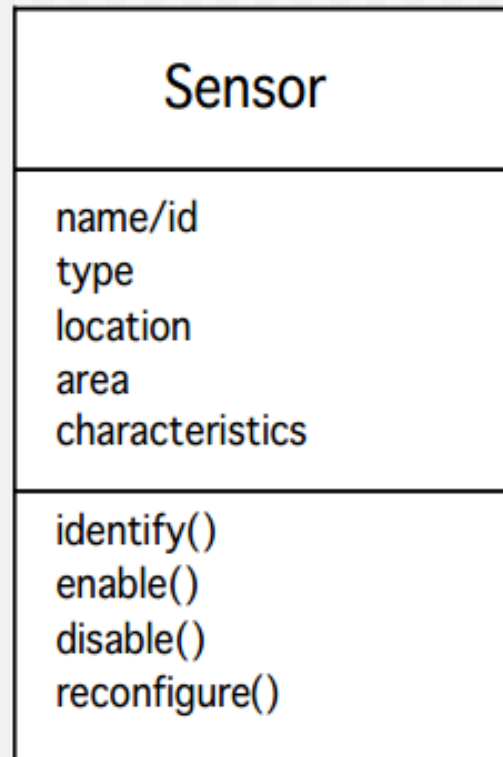 Sensor
name/id
type
location
area
characteristics
identify()
enable()
disable()
reconfigure()